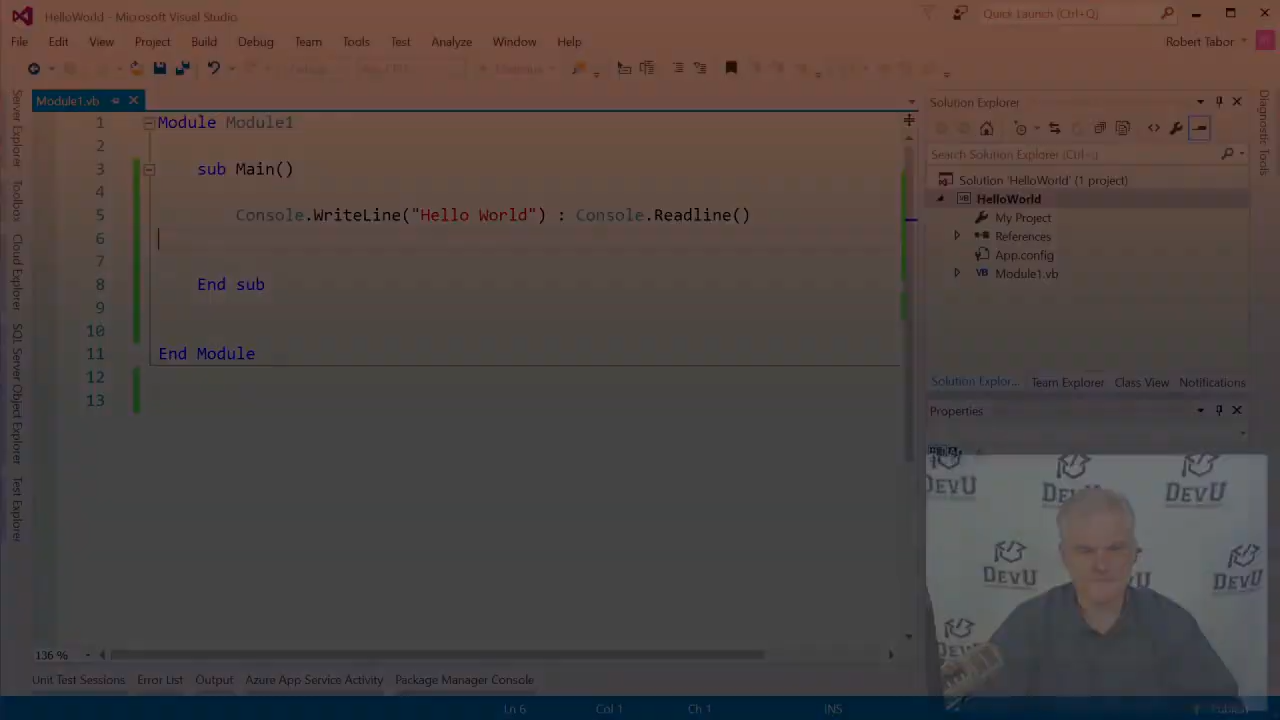 HelloWorld - Microsoft Visual Studio
Quick Launch (Ctrl+Q)
File Edit View Project Build Debug Team Tools Test Analyze Window Help
Robert Tabor
Module1.vb
Server Explorer
Toolbox
Cloud Explorer
SQL Server Object Explorer
Test Explorer
1 Module Module1
2
3 sub Main()
4
5 Console.WriteLine("Hello World") : Console.Readline()
6
7
8 End sub
9
10
11 End Module
12
13
136 %
Unit Test Sessions Error List Output Azure App Service Activity Package Manager Console
Ln 6 Col 1 Ch 1 INS
Solution Explorer
Search Solution Explorer (Ctrl+;)
Solution 'HelloWorld' (1 project)
HelloWorld
My Project
References
App.config
VB Module1.vb
Solution Explor... Team Explorer Class View Notifications
Properties
Diagnostic Tools
DEVU
DEVU
DEVU
DEVU
DEVU